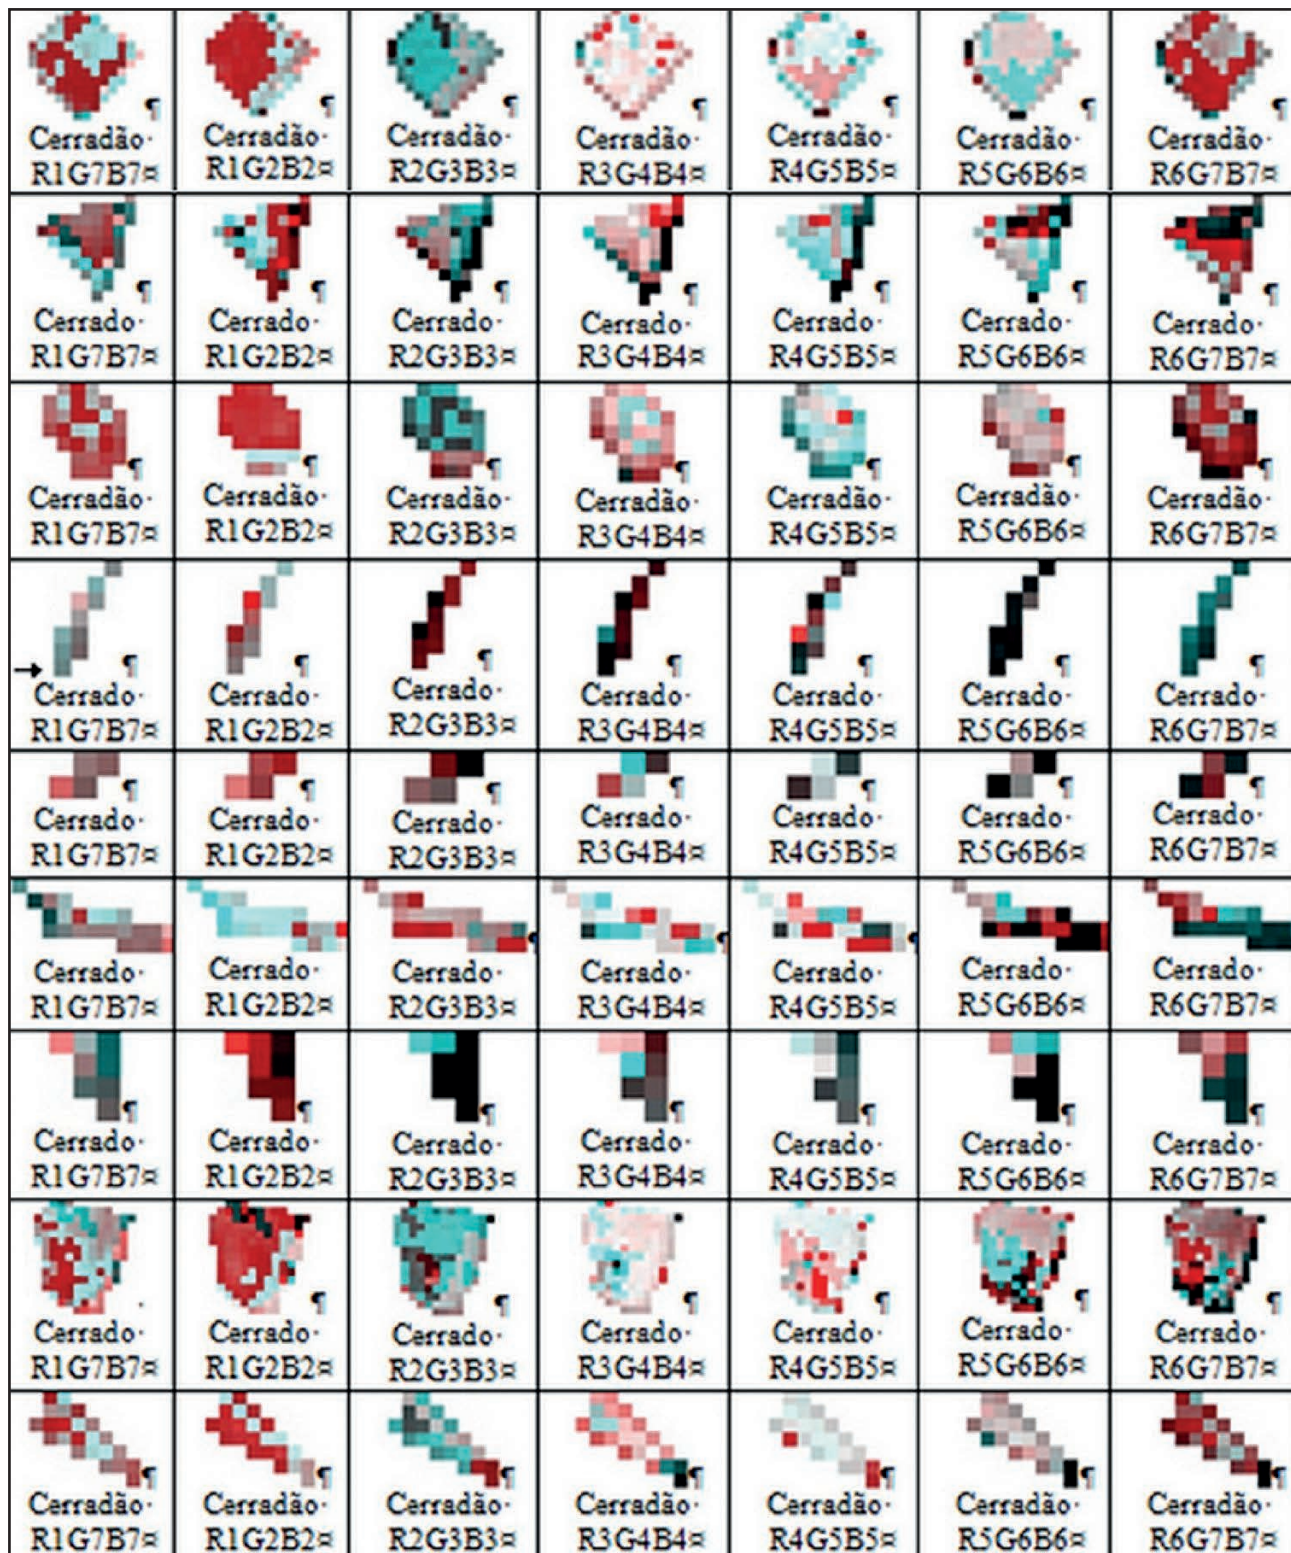 ¶ ¶ ¶ ¶ ¶ ¶ ¶
Cerradão· Cerradão· Cerradão· Cerradão· Cerradão· Cerradão· Cerradão·
R1G7B7¤ R1G2B2¤ R2G3B3¤ R3G4B4¤ R4G5B5¤ R5G6B6¤ R6G7B7¤
¶ ¶ ¶ ¶ ¶ ¶ ¶
Cerrado· Cerrado· Cerrado· Cerrado· Cerrado· Cerrado· Cerrado·
R1G7B7¤ R1G2B2¤ R2G3B3¤ R3G4B4¤ R4G5B5¤ R5G6B6¤ R6G7B7¤
¶ ¶ ¶ ¶ ¶ ¶ ¶
Cerradão· Cerradão· Cerradão· Cerradão· Cerradão· Cerradão· Cerradão·
R1G7B7¤ R1G2B2¤ R2G3B3¤ R3G4B4¤ R4G5B5¤ R5G6B6¤ R6G7B7¤
→ ¶ ¶ ¶ ¶ ¶ ¶ ¶
Cerrado· Cerrado· Cerrado· Cerrado· Cerrado· Cerrado· Cerrado·
R1G7B7¤ R1G2B2¤ R2G3B3¤ R3G4B4¤ R4G5B5¤ R5G6B6¤ R6G7B7¤
¶ ¶ ¶ ¶ ¶ ¶ ¶
Cerrado· Cerrado· Cerrado· Cerrado· Cerrado· Cerrado· Cerrado·
R1G7B7¤ R1G2B2¤ R2G3B3¤ R3G4B4¤ R4G5B5¤ R5G6B6¤ R6G7B7¤
Cerrado· Cerrado· Cerrado· Cerrado· Cerrado· Cerrado· Cerrado·
R1G7B7¤ R1G2B2¤ R2G3B3¤ R3G4B4¤ R4G5B5¤ R5G6B6¤ R6G7B7¤
¶ ¶ ¶ ¶ ¶ ¶ ¶
Cerrado· Cerrado· Cerrado· Cerrado· Cerrado· Cerrado· Cerrado·
R1G7B7¤ R1G2B2¤ R2G3B3¤ R3G4B4¤ R4G5B5¤ R5G6B6¤ R6G7B7¤
· ¶ ¶ ¶ ¶ ¶ ¶
Cerrado· Cerrado· Cerrado· Cerrado· Cerrado· Cerrado· Cerrado·
R1G7B7¤ R1G2B2¤ R2G3B3¤ R3G4B4¤ R4G5B5¤ R5G6B6¤ R6G7B7¤
¶ ¶ ¶ ¶ ¶ ¶ ¶
Cerradão· Cerradão· Cerradão· Cerradão· Cerradão· Cerradão· Cerradão·
R1G7B7¤ R1G2B2¤ R2G3B3¤ R3G4B4¤ R4G5B5¤ R5G6B6¤ R6G7B7¤